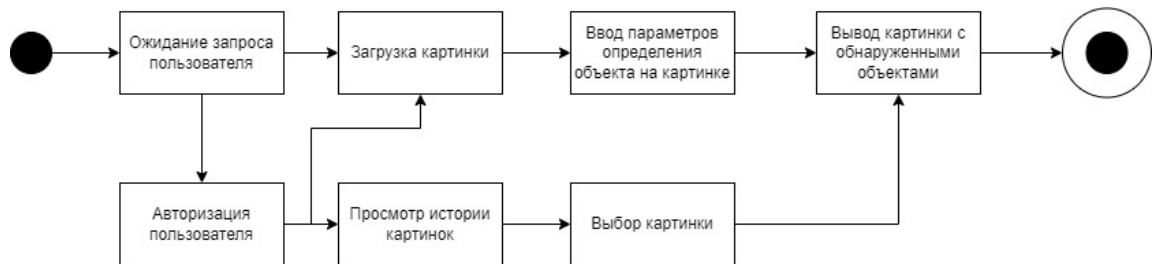 Ожидание запроса
пользователя
Загрузка картинки
Ввод параметров
определения
объекта на картинке
Вывод картинки с
обнаруженными
объектами
Авторизация
пользователя
Просмотр истории
картинок
Выбор картинки